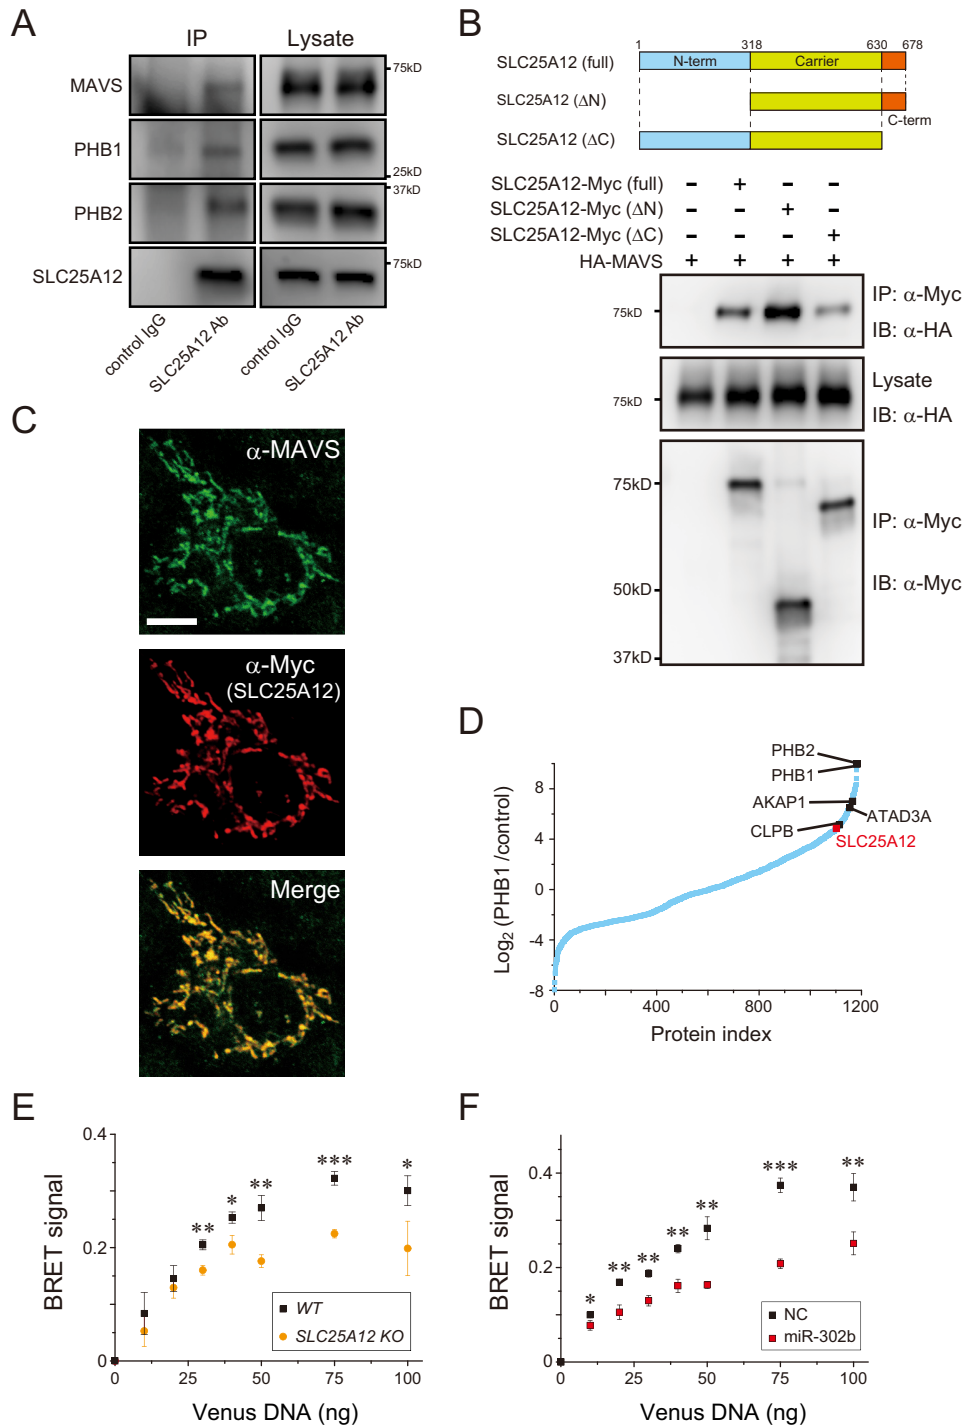 A
IP
Lysate
MAVS
75kD
PHB1
25kD
PHB2
37kD
SLC25A12
75kD
control IgG
SLC25A12 Ab
control IgG
SLC25A12 Ab
B
1
318
630
678
SLC25A12 (full)
N-term
Carrier
SLC25A12 (ΔN)
C-term
SLC25A12 (ΔC)
SLC25A12-Myc (full) - + - -
SLC25A12-Myc (ΔN) - - + -
SLC25A12-Myc (ΔC) - - - +
HA-MAVS + + + +
75kD
IP: α-Myc
IB: α-HA
75kD
Lysate
IB: α-HA
75kD
50kD
37kD
IP: α-Myc
IB: α-Myc
C
α-MAVS
α-Myc
(SLC25A12)
Merge
D
PHB2
PHB1
AKAP1
ATAD3A
CLPB
SLC25A12
8
4
0
-4
-8
0 400 800 1200
Log2 (PHB1 /control)
Protein index
E
0.4
0.2
0
BRET signal
** * ** *** *
WT
SLC25A12 KO
0 25 50 75 100
Venus DNA (ng)
F
0.4
0.2
0
BRET signal
* ** ** ** ** *** **
NC
miR-302b
0 25 50 75 100
Venus DNA (ng)